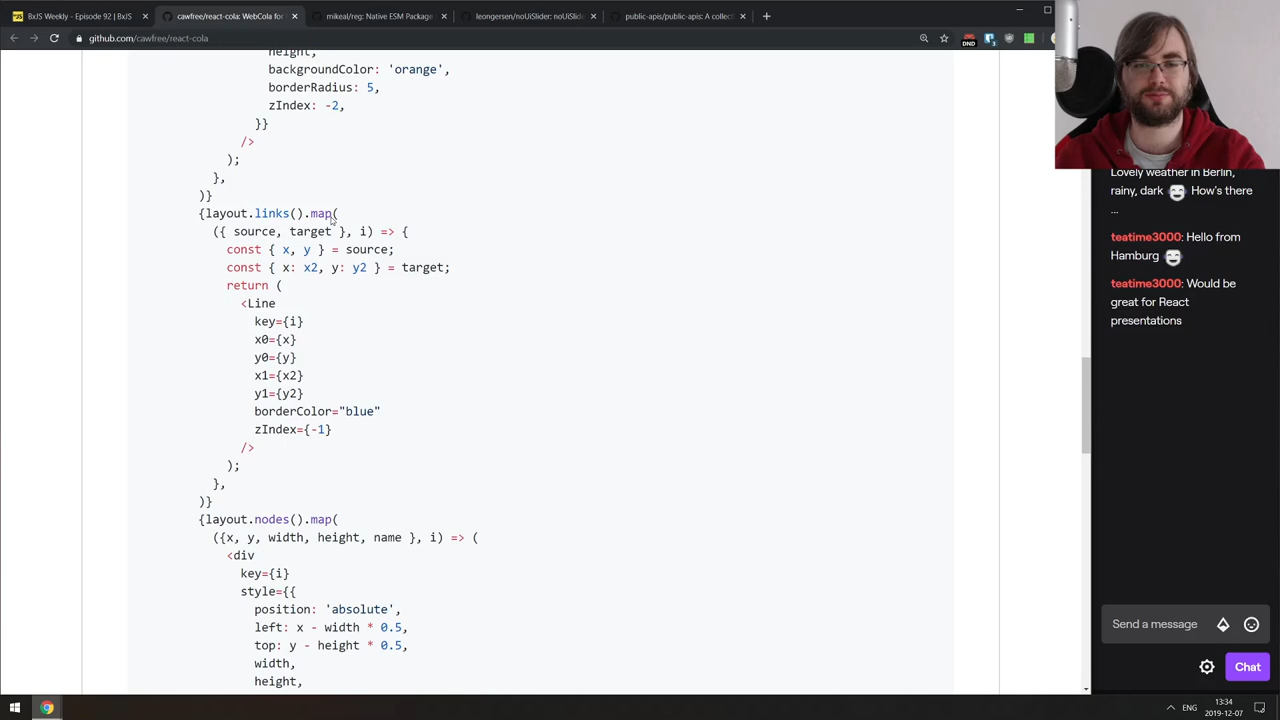 BxJS Weekly - Episode 92 | BxJS
cawfree/react-cola: WebCola for
mikeal/reg: Native ESM Package
leongersen/noUiSlider: noUiSlide
public-apis/public-apis: A collect
github.com/cawfree/react-cola
DND
3
height,
backgroundColor: 'orange',
borderRadius: 5,
zIndex: -2,
}}
/>
);
},
)}
{layout.links().map(
({ source, target }, i) => {
const { x, y } = source;
const { x: x2, y: y2 } = target;
return (
<Line
key={i}
x0={x}
y0={y}
x1={x2}
y1={y2}
borderColor="blue"
zIndex={-1}
/>
);
},
)}
{layout.nodes().map(
({x, y, width, height, name }, i) => (
<div
key={i}
style={{
position: 'absolute',
left: x - width * 0.5,
top: y - height * 0.5,
width,
height,
Lovely weather in Berlin,
rainy, dark How's there
...
teatime3000: Hello from
Hamburg
teatime3000: Would be
great for React
presentations
Send a message
Chat
ENG
13:34
2019-12-07